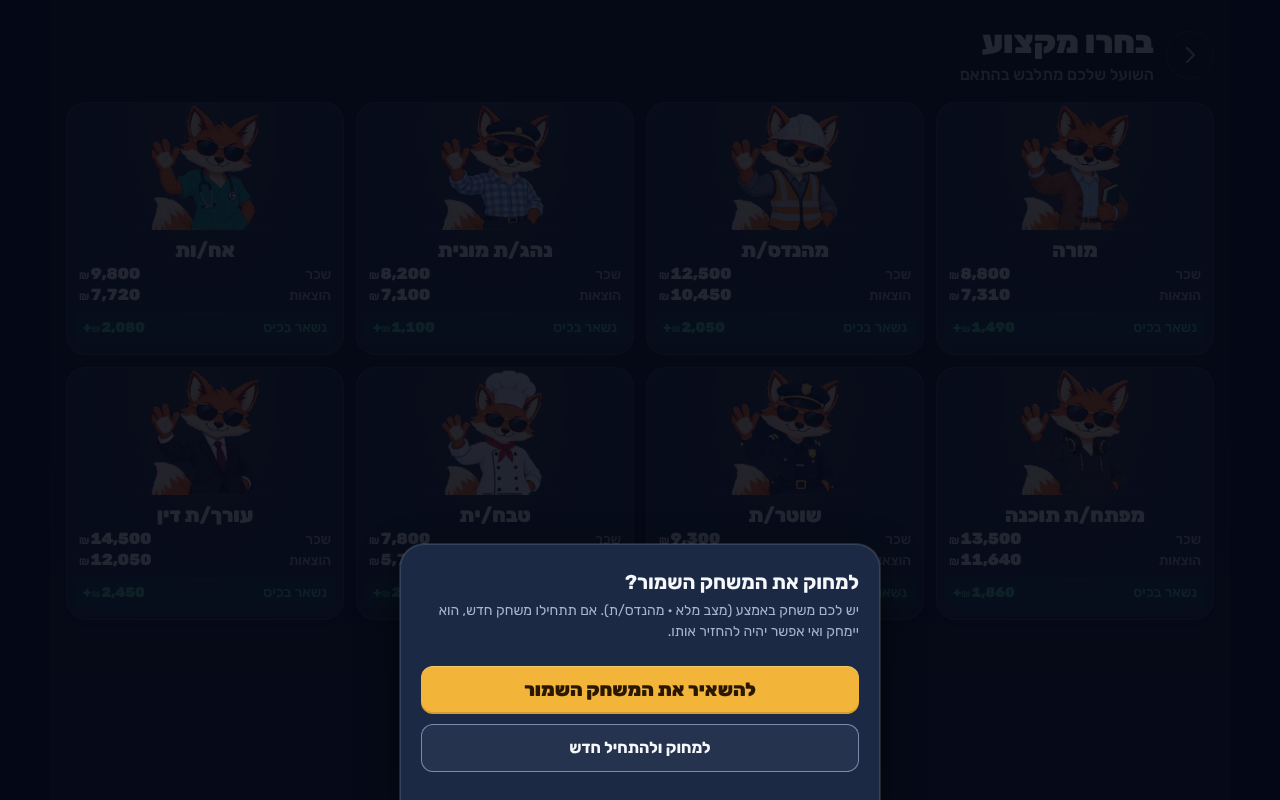 בחרו מקצוע
השועל שלכם מתלבש בהתאם
מורה
שכר ₪8,800
הוצאות ₪7,310
נשאר בכיס +₪1,490
מהנדס/ת
שכר ₪12,500
הוצאות ₪10,450
נשאר בכיס +₪2,050
נהג/ת מונית
שכר ₪8,200
הוצאות ₪7,100
נשאר בכיס +₪1,100
אח/ות
שכר ₪9,800
הוצאות ₪7,720
נשאר בכיס +₪2,080
מפתח/ת תוכנה
שכר ₪13,500
הוצאות ₪11,640
נשאר בכיס +₪1,860
שוטר/ת
שכר ₪9,300
טבח/ית
שכר ₪7,800
עורך/ת דין
שכר ₪14,500
הוצאות ₪12,050
נשאר בכיס +₪2,450
למחוק את המשחק השמור?
יש לכם משחק באמצע (מצב מלא · מהנדס/ת). אם תתחילו משחק חדש, הוא
יימחק ואי אפשר יהיה להחזיר אותו.
להשאיר את המשחק השמור
למחוק ולהתחיל חדש